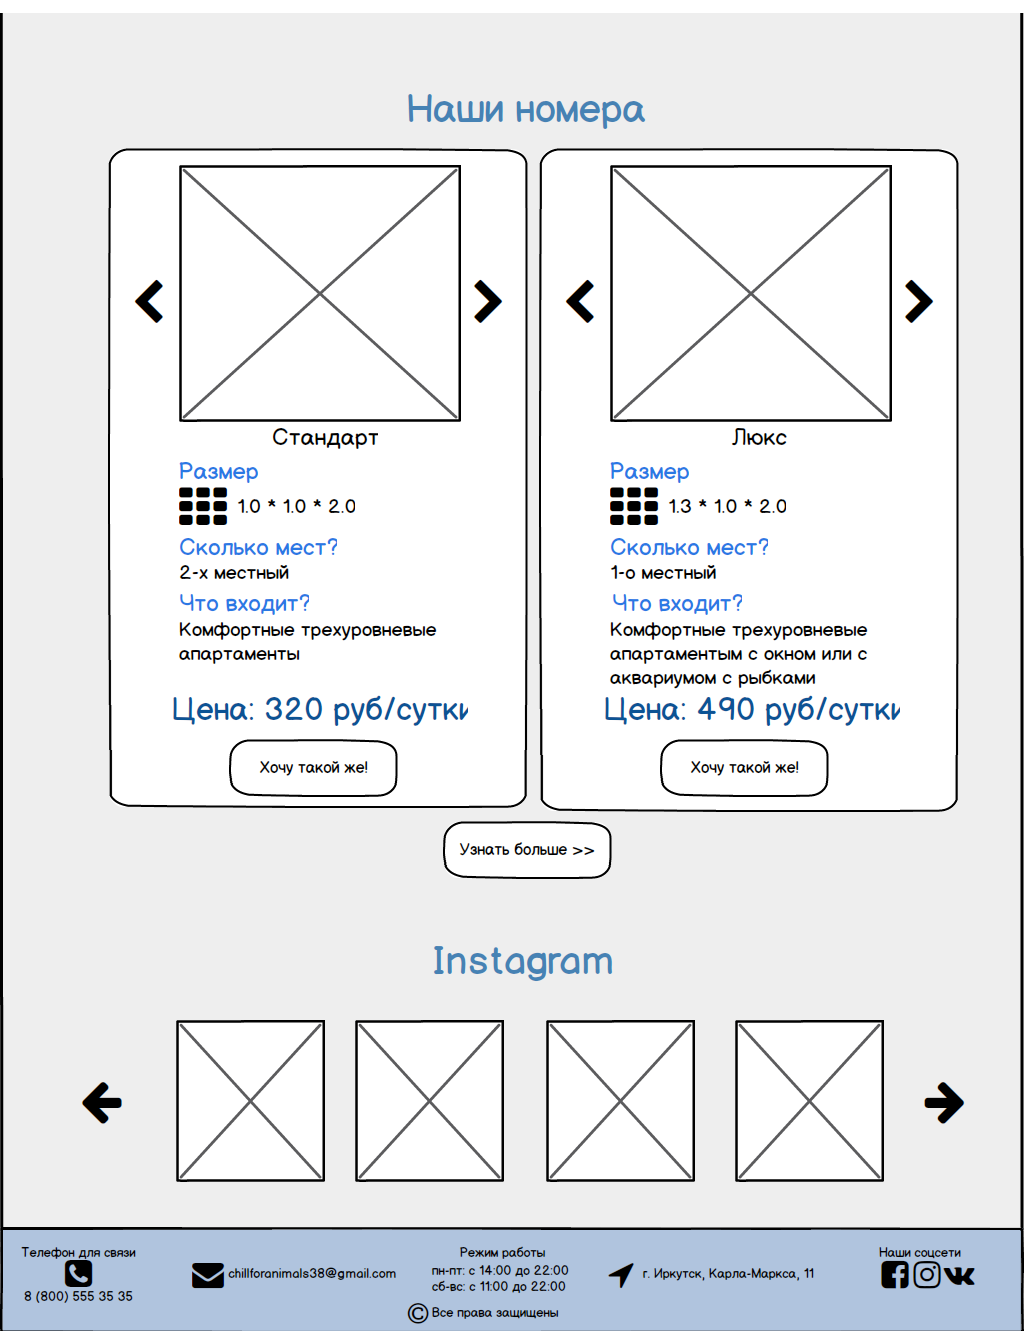 Наши номера
Стандарт
Размер
1.0 * 1.0 * 2.0
Сколько мест?
2-х местный
Что входит?
Комфортные трехуровневые
апартаменты
Цена: 320 руб/сутки
Хочу такой же!
Люкс
Размер
1.3 * 1.0 * 2.0
Сколько мест?
1-о местный
Что входит?
Комфортные трехуровневые
апартаментым с окном или с
аквариумом с рыбками
Цена: 490 руб/сутки
Хочу такой же!
Узнать больше >>
Instagram
Телефон для связи
8 (800) 555 35 35
chillforanimals38@gmail.com
Режим работы
пн-пт: с 14:00 до 22:00
сб-вс: с 11:00 до 22:00
© Все права защищены
г. Иркутск, Карла-Маркса, 11
Наши соцсети